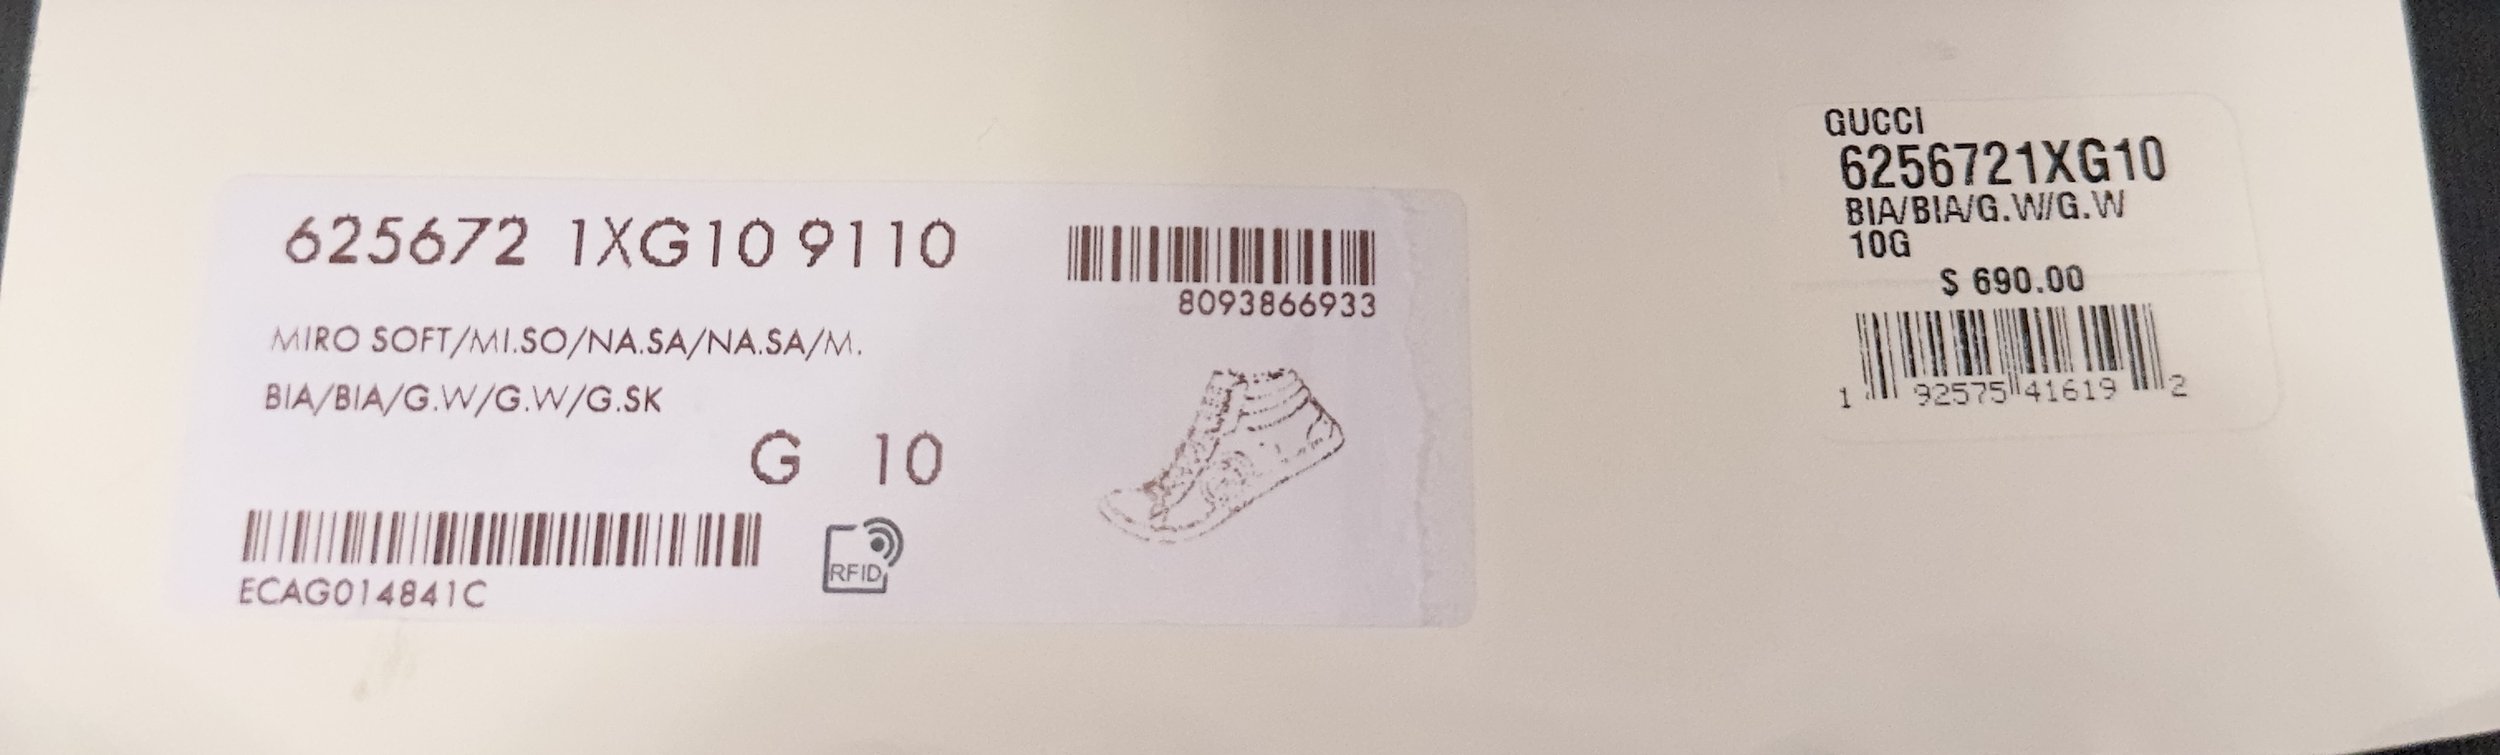 625672 1XG10 9110
8093866933
MIRO SOFT/MI.SO/NA.SA/NA.SA/M.
BIA/BIA/G.W/G.W/G.SK
G 10
ECAG014841C
RFID
GUCCI
6256721XG10
BIA/BIA/G.W/G.W
10G
$ 690.00
1 92575 41619 2